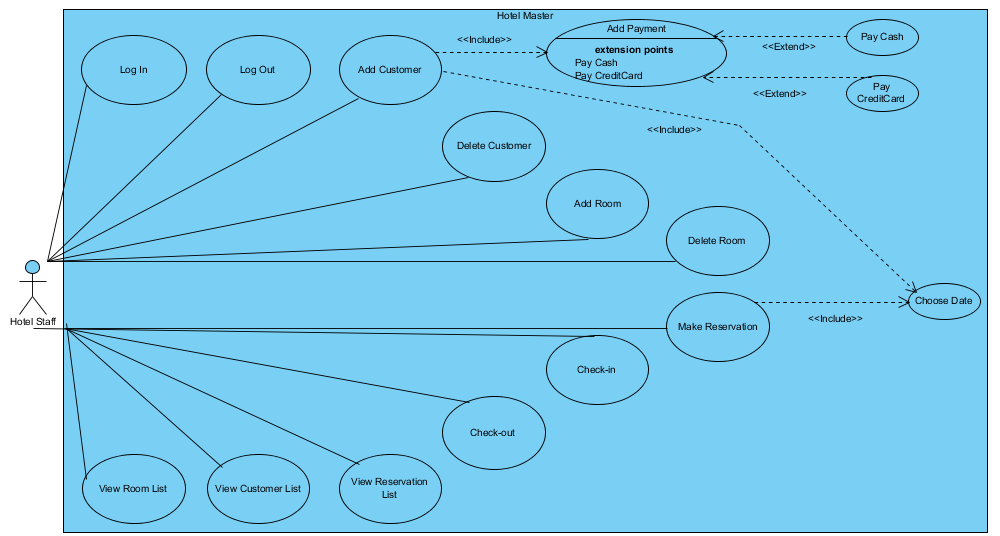 Hotel Master
Log In
Log Out
Add Customer
<<Include>>
Add Payment
extension points
Pay Cash
Pay CreditCard
<<Extend>>
Pay Cash
<<Extend>>
Pay
CreditCard
<<Include>>
Delete Customer
Add Room
Delete Room
Hotel Staff
Choose Date
Make Reservation
<<Include>>
Check-in
Check-out
View Room List
View Customer List
View Reservation
List